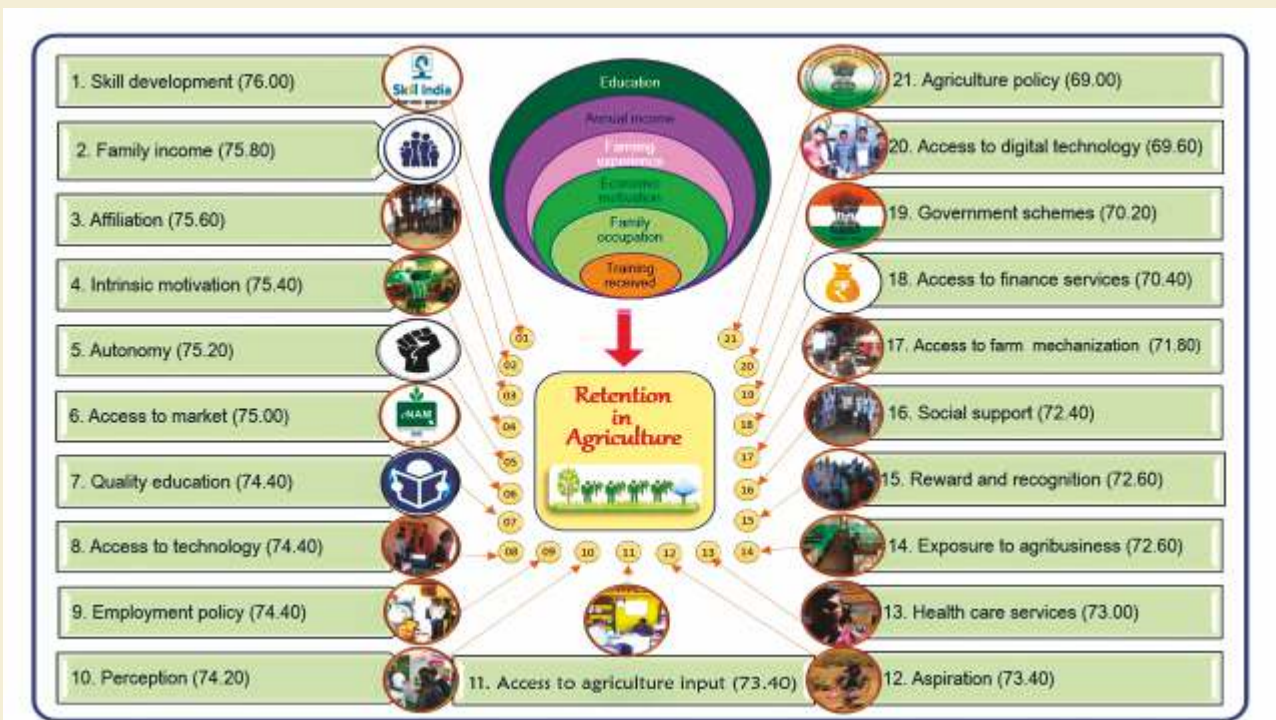 1. Skill development (76.00)
2. Family income (75.80)
3. Affiliation (75.60)
4. Intrinsic motivation (75.40)
5. Autonomy (75.20)
6. Access to market (75.00)
7. Quality education (74.40)
8. Access to technology (74.40)
9. Employment policy (74.40)
10. Perception (74.20)
Skill India
eNAM
Education
Annual income
Farming
experience
Economic
motivation
Family
occupation
Training
received
Retention
in
Agriculture
01
02
03
04
05
06
07
08
09
10
11
12
13
14
15
16
17
18
19
20
21
11. Access to agriculture input (73.40)
21. Agriculture policy (69.00)
20. Access to digital technology (69.60)
19. Government schemes (70.20)
18. Access to finance services (70.40)
17. Access to farm mechanization (71.80)
16. Social support (72.40)
15. Reward and recognition (72.60)
14. Exposure to agribusiness (72.60)
13. Health care services (73.00)
12. Aspiration (73.40)